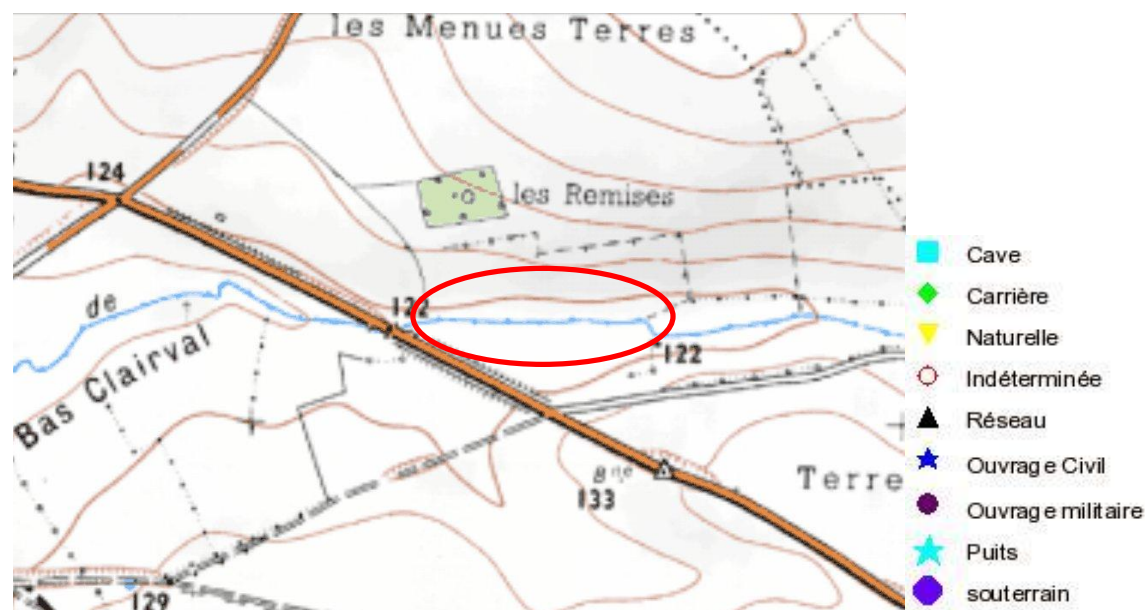 les Menues Terres
124
les Remises
de
122
122
Bas Clairval
Bne
133
Terre
129
Cave
Carrière
Naturelle
Indéterminée
Réseau
Ouvrage Civil
Ouvrage militaire
Puits
souterrain